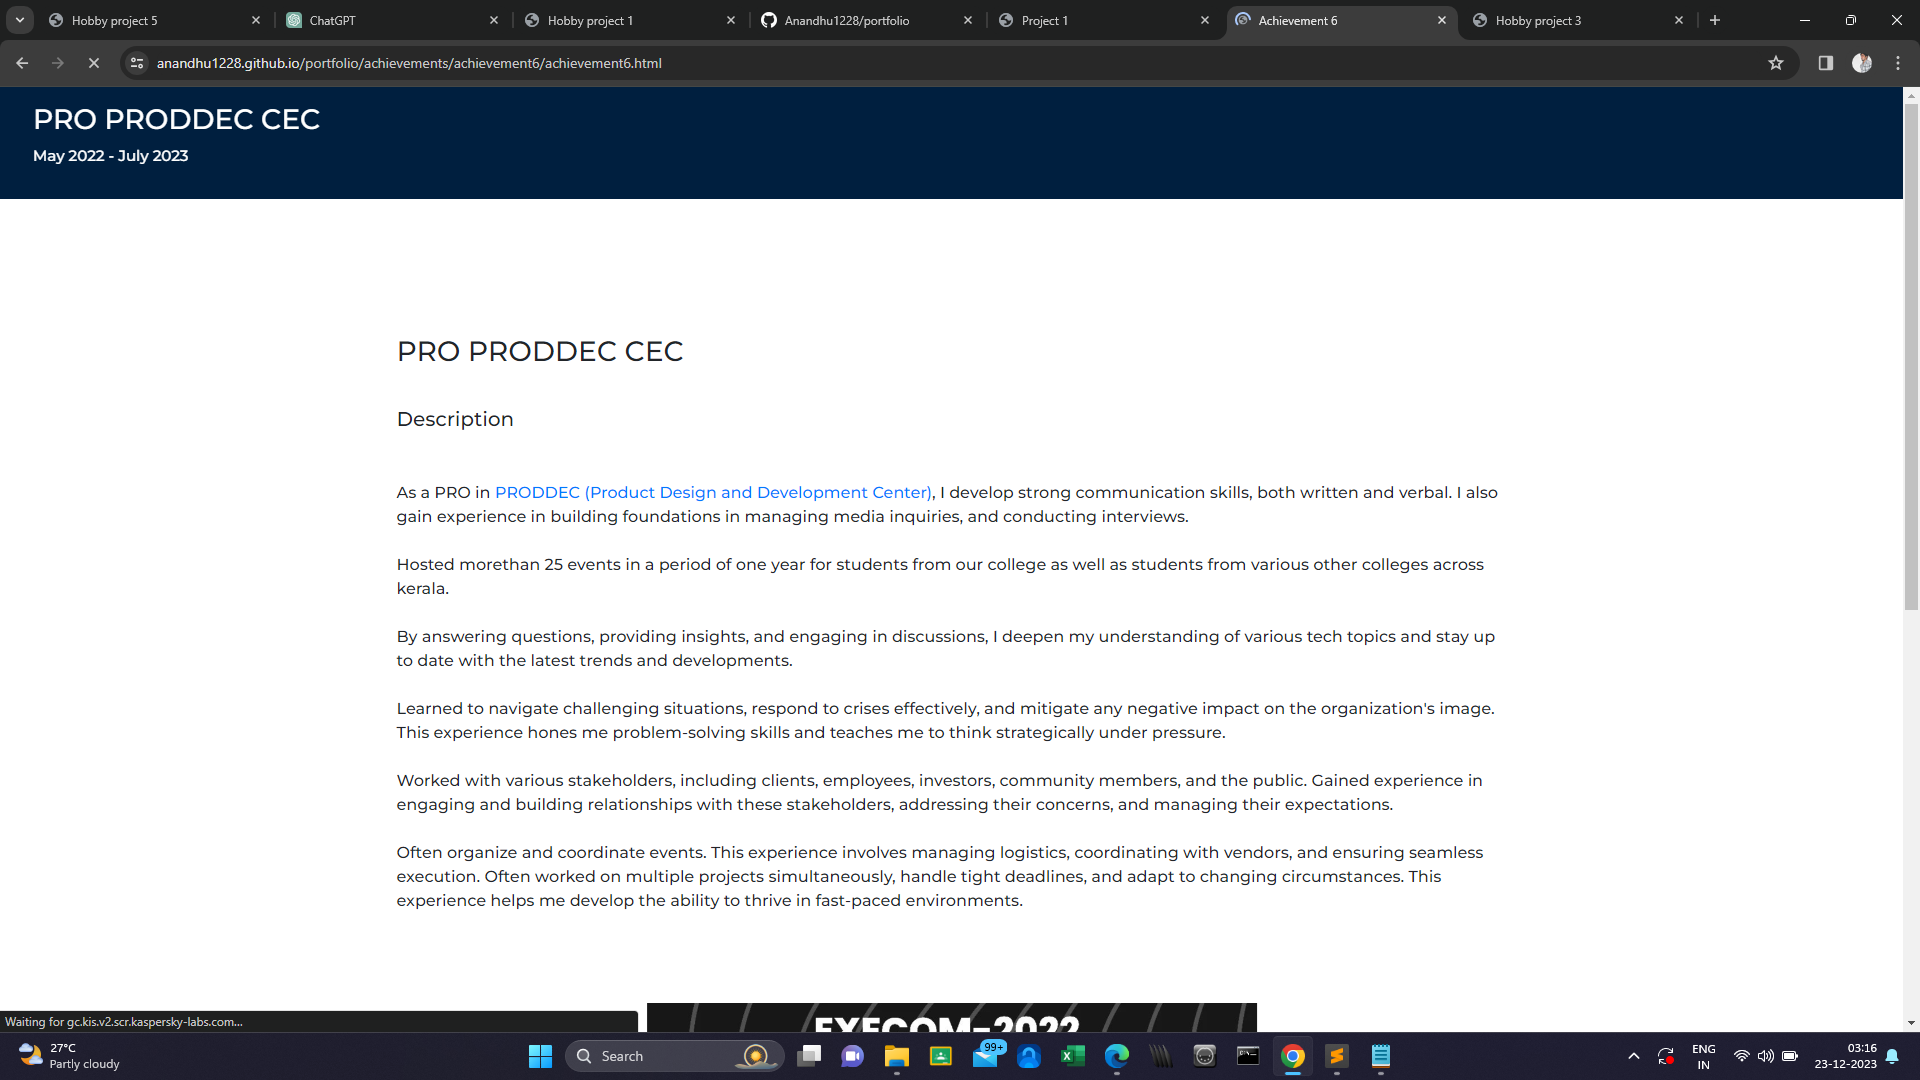 Hobby project 5
ChatGPT
Hobby project 1
Anandhu1228/portfolio
Project 1
Achievement 6
Hobby project 3
anandhu1228.github.io/portfolio/achievements/achievement6/achievement6.html
PRO PRODDEC CEC
May 2022 - July 2023
PRO PRODDEC CEC
Description
As a PRO in PRODDEC (Product Design and Development Center), I develop strong communication skills, both written and verbal. I also
gain experience in building foundations in managing media inquiries, and conducting interviews.
Hosted morethan 25 events in a period of one year for students from our college as well as students from various other colleges across
kerala.
By answering questions, providing insights, and engaging in discussions, I deepen my understanding of various tech topics and stay up
to date with the latest trends and developments.
Learned to navigate challenging situations, respond to crises effectively, and mitigate any negative impact on the organization's image.
This experience hones me problem-solving skills and teaches me to think strategically under pressure.
Worked with various stakeholders, including clients, employees, investors, community members, and the public. Gained experience in
engaging and building relationships with these stakeholders, addressing their concerns, and managing their expectations.
Often organize and coordinate events. This experience involves managing logistics, coordinating with vendors, and ensuring seamless
execution. Often worked on multiple projects simultaneously, handle tight deadlines, and adapt to changing circumstances. This
experience helps me develop the ability to thrive in fast-paced environments.
EXECOM-2022
Waiting for gc.kis.v2.scr.kaspersky-labs.com...
27°C
Partly cloudy
Search
99+
ENG
IN
03:16
23-12-2023